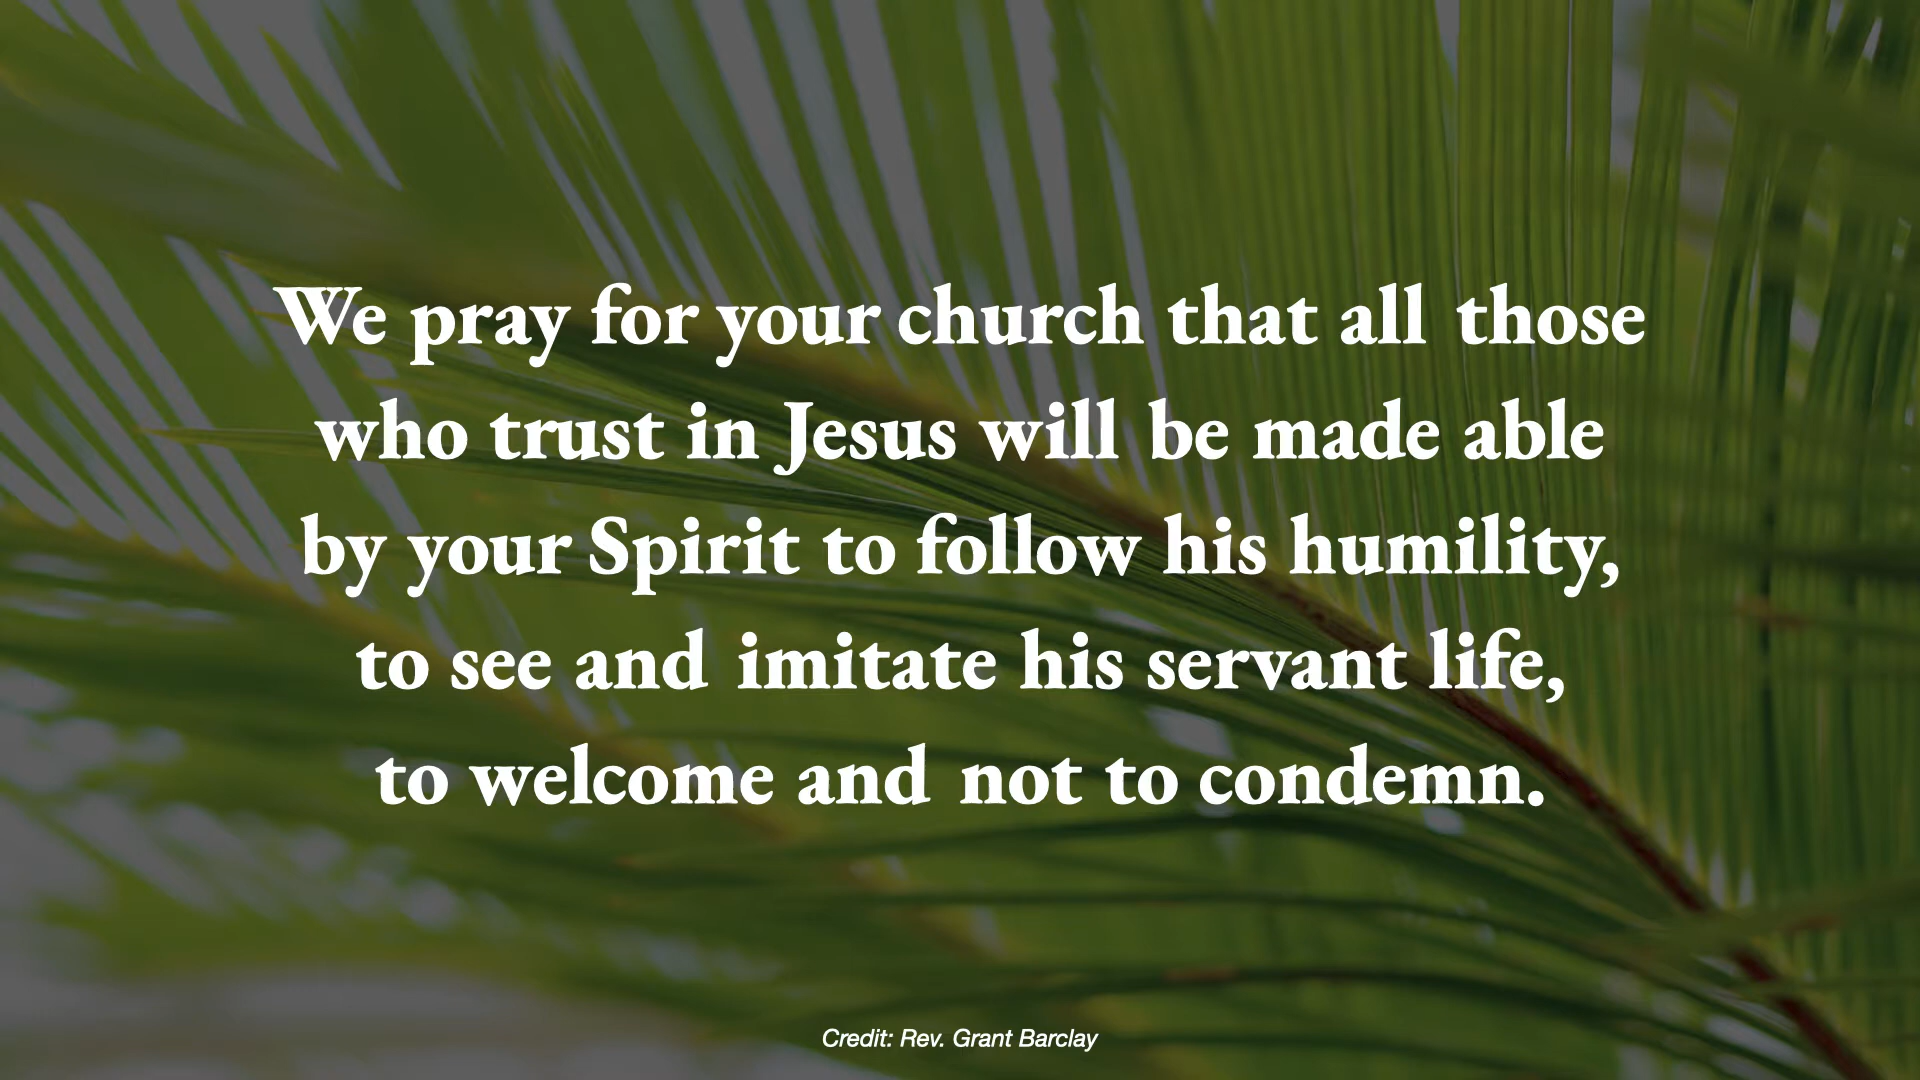 We pray for your church that all those
who trust in Jesus will be made able
by your Spirit to follow his humility,
to see and imitate his servant life,
to welcome and not to condemn.
Credit: Rev. Grant Barclay